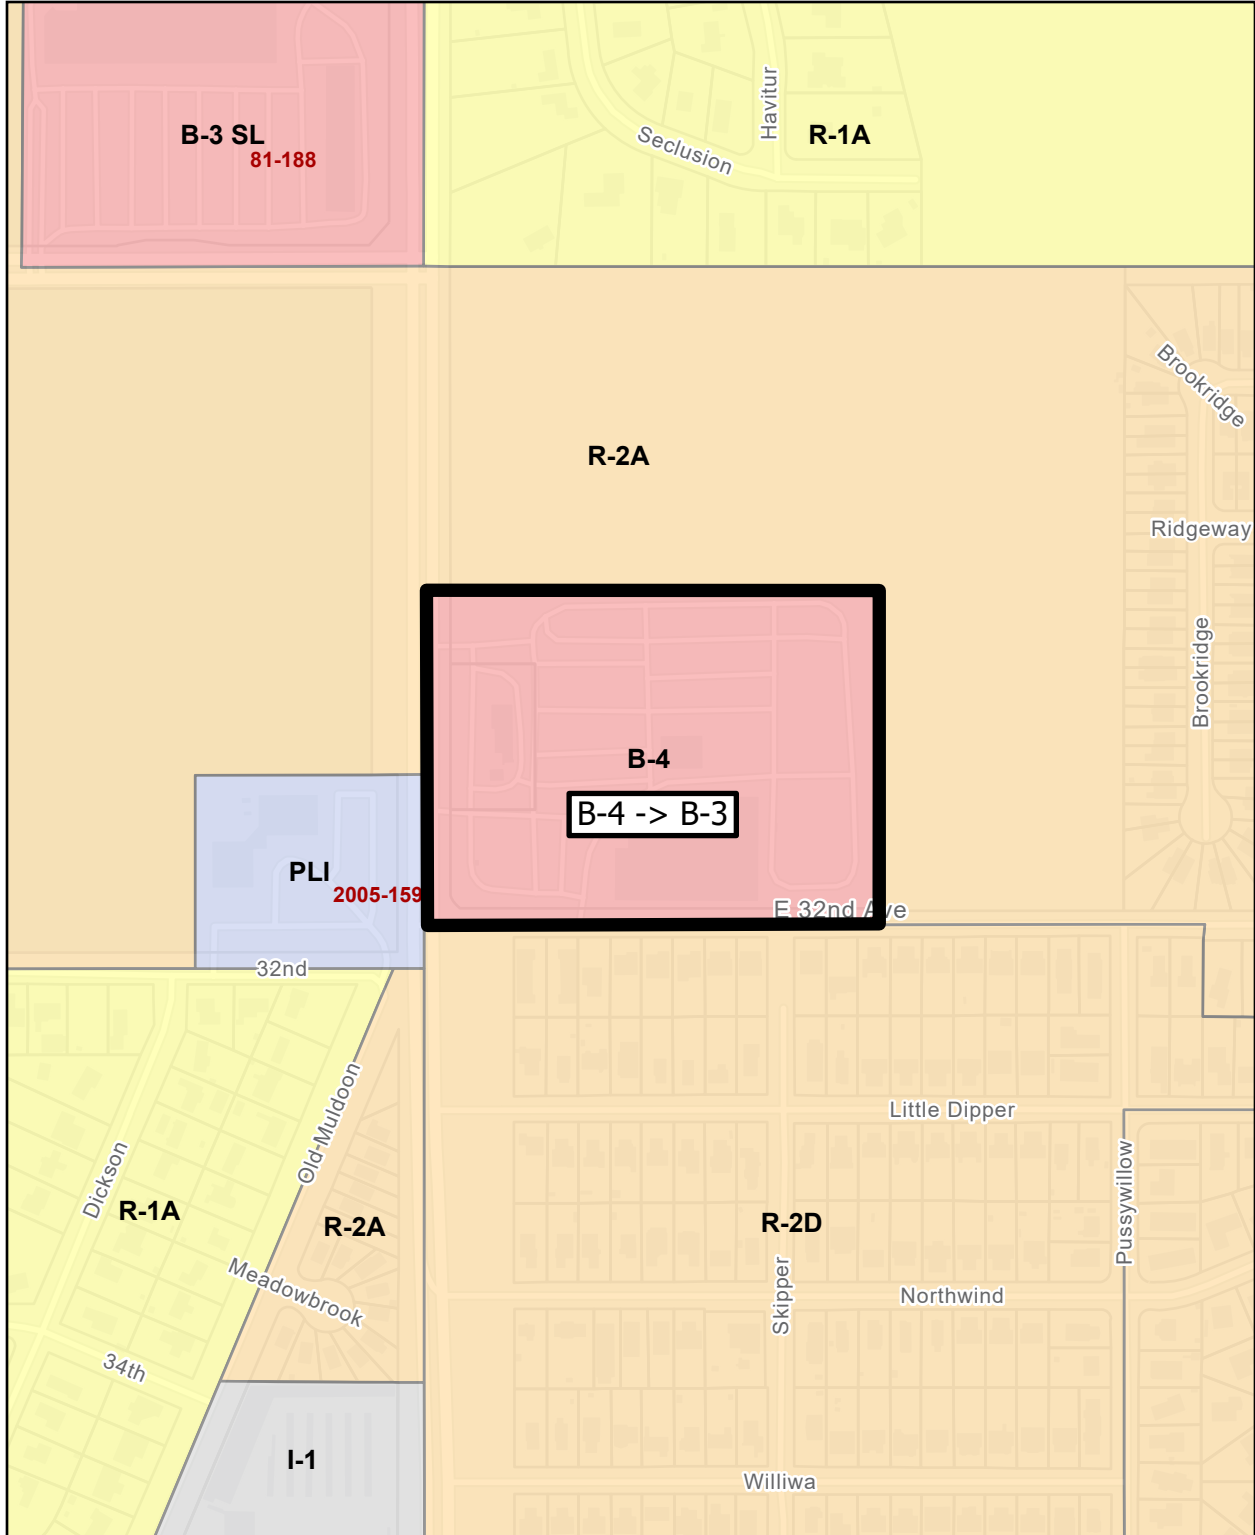 Havitur
B-3 SL
81-188
Seclusion
R-1A
Brookridge
R-2A
Ridgeway
Brookridge
B-4
B-4 -> B-3
PLI
2005-159
E 32nd Ave
32nd
Old-Muldoon
Little Dipper
Dickson
R-1A
R-2A
R-2D
Pussywillow
Meadowbrook
Skipper
Northwind
34th
I-1
Williwa